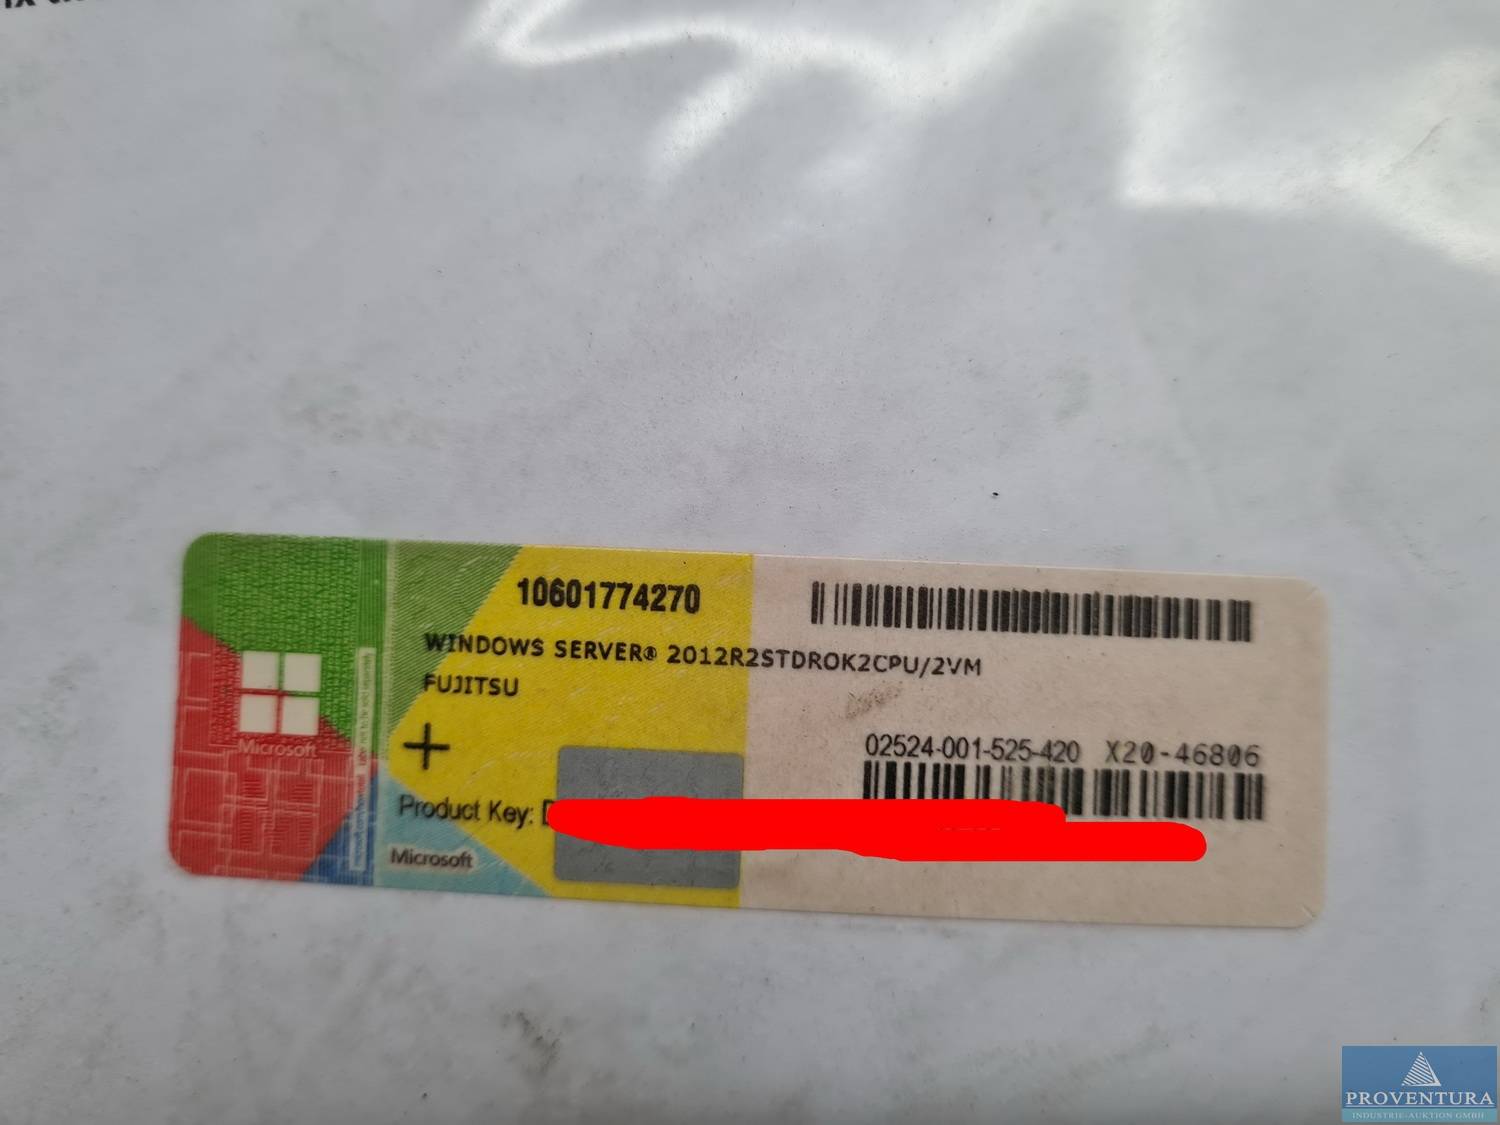 10601774270
WINDOWS SERVER® 2012R2STDROK2CPU/2VM
FUJITSU
Microsoft
02524-001-525-420 X20-46806
Product Key:
Microsoft
PROVENTURA
INDUSTRIE-AUKTION GMBH